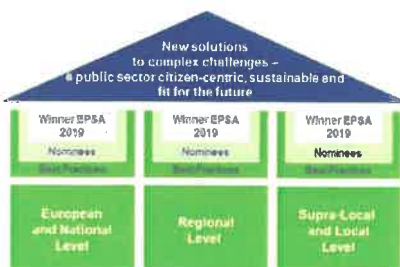 New solutions
to complex challenges –
a public sector citizen-centric, sustainable and
fit for the future
Winner EPSA
2019
Nominees
Best Practices
Winner EPSA
2019
Nominees
Best Practices
Winner EPSA
2019
Nominees
Best Practices
European
and National
Level
Regional
Level
Supra-Local
and Local
Level